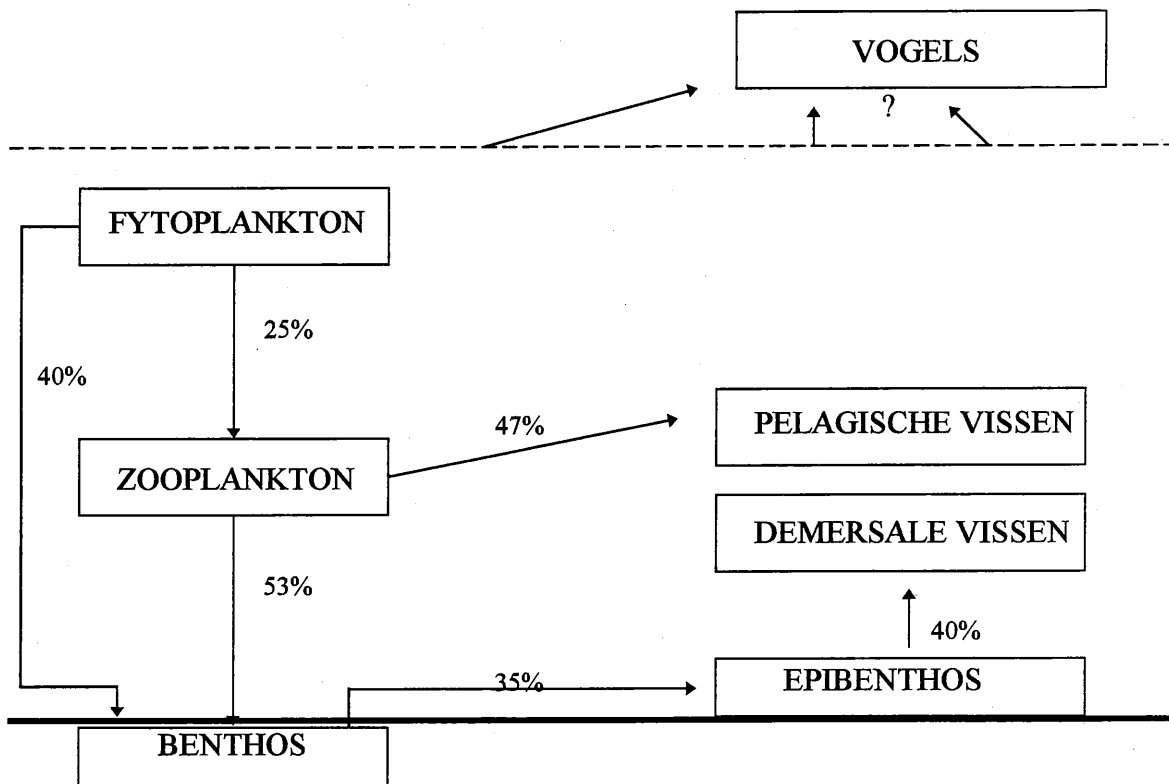 VOGELS
?
FYTOPLANKTON
25%
40%
47%
PELAGISCHE VISSEN
ZOOPLANKTON
DEMERSALE VISSEN
53%
40%
35%
EPIBENTHOS
BENTHOS